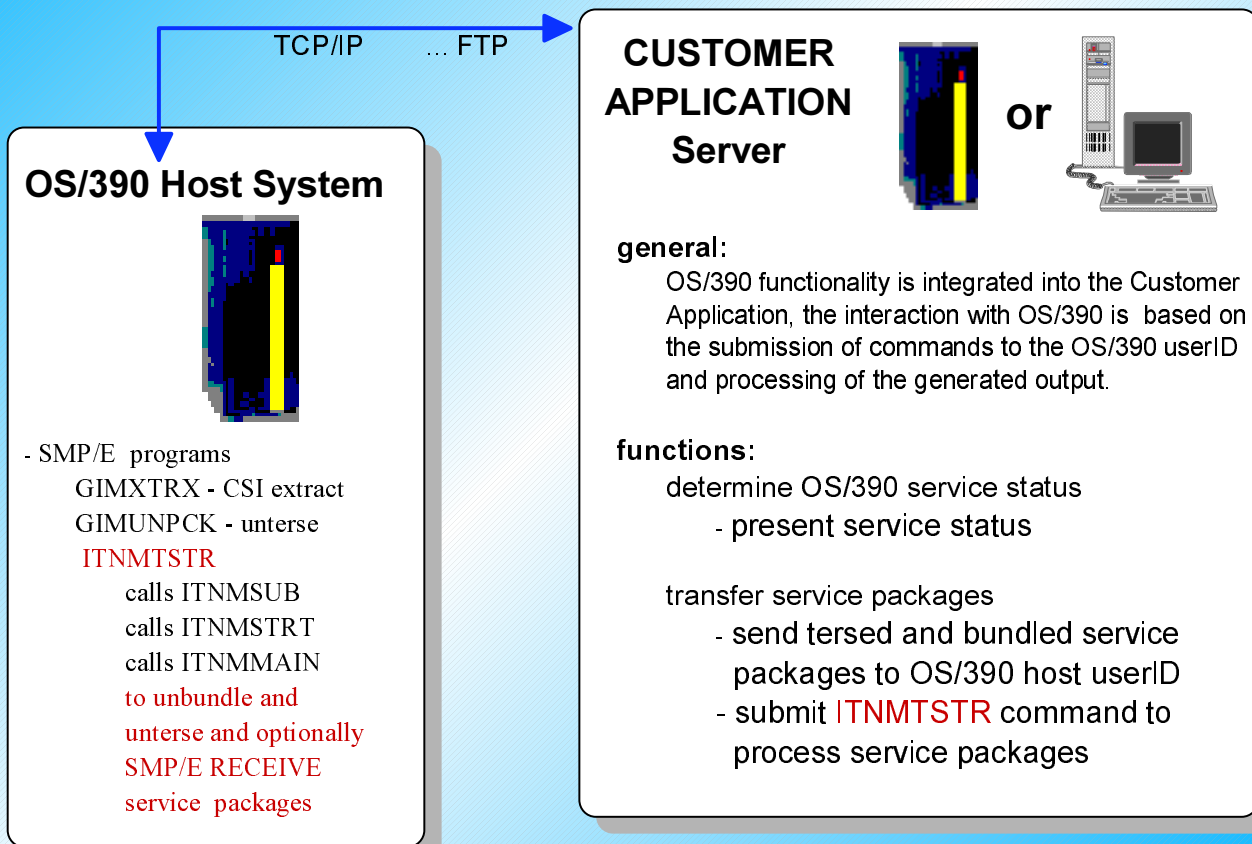 TCP/IP ... FTP
OS/390 Host System
- SMP/E programs
GIMXTRX - CSI extract
GIMUNPCK - unterse
ITNMTSTR
calls ITNMSUB
calls ITNMSTRT
calls ITNMMAIN
to unbundle and
unterse and optionally
SMP/E RECEIVE
service packages
CUSTOMER
APPLICATION
Server
or
general:
OS/390 functionality is integrated into the Customer
Application, the interaction with OS/390 is based on
the submission of commands to the OS/390 userID
and processing of the generated output.
functions:
determine OS/390 service status
- present service status
transfer service packages
- send tersed and bundled service
packages to OS/390 host userID
- submit ITNMTSTR command to
process service packages